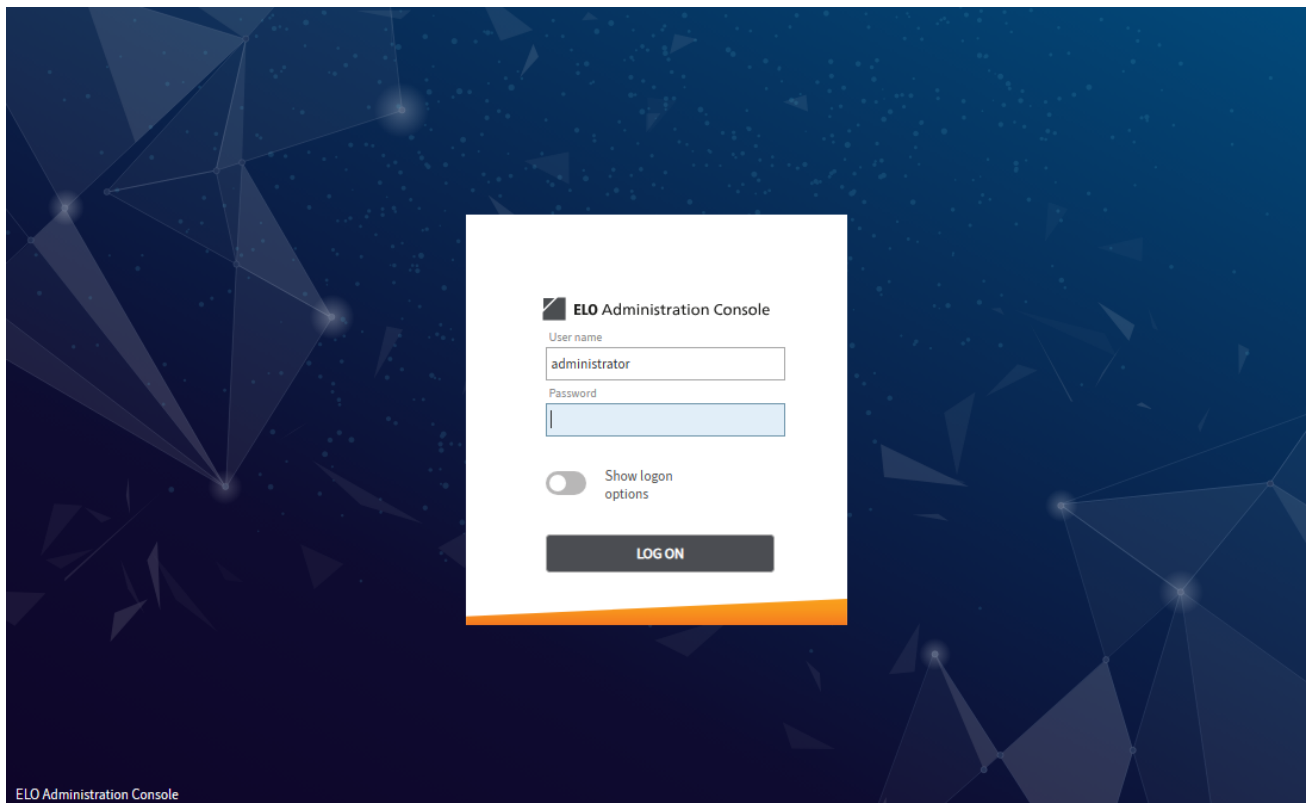 ELO Administration Console
User name
administrator
Password
Show logon
options
LOG ON
ELO Administration Console